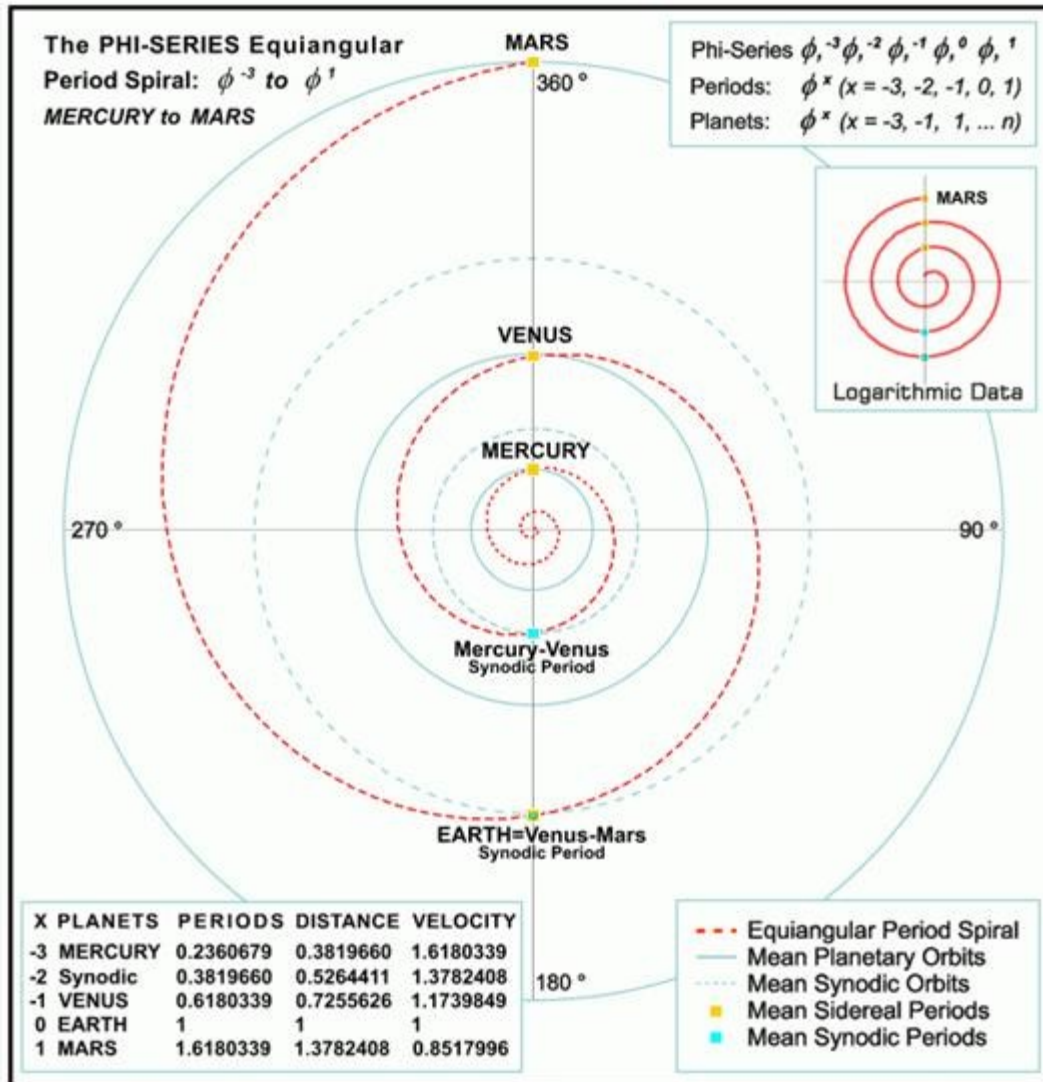 The PHI-SERIES Equiangular
Period Spiral: ϕ⁻³ to ϕ¹
MERCURY to MARS
MARS
360 °
Phi-Series ϕ,⁻³ϕ,⁻² ϕ,⁻¹ ϕ,⁰ ϕ,¹
Periods: ϕˣ (x = -3, -2, -1, 0, 1)
Planets: ϕˣ (x = -3, -1, 1, ... n)
MARS
Logarithmic Data
VENUS
MERCURY
270 °
90 °
Mercury-Venus
Synodic Period
EARTH=Venus-Mars
Synodic Period
180 °
X PLANETS PERIODS DISTANCE VELOCITY
-3 MERCURY 0.2360679 0.3819660 1.6180339
-2 Synodic 0.3819660 0.5264411 1.3782408
-1 VENUS 0.6180339 0.7255626 1.1739849
0 EARTH 1 1 1
1 MARS 1.6180339 1.3782408 0.8517996
Equiangular Period Spiral
Mean Planetary Orbits
Mean Synodic Orbits
Mean Sidereal Periods
Mean Synodic Periods